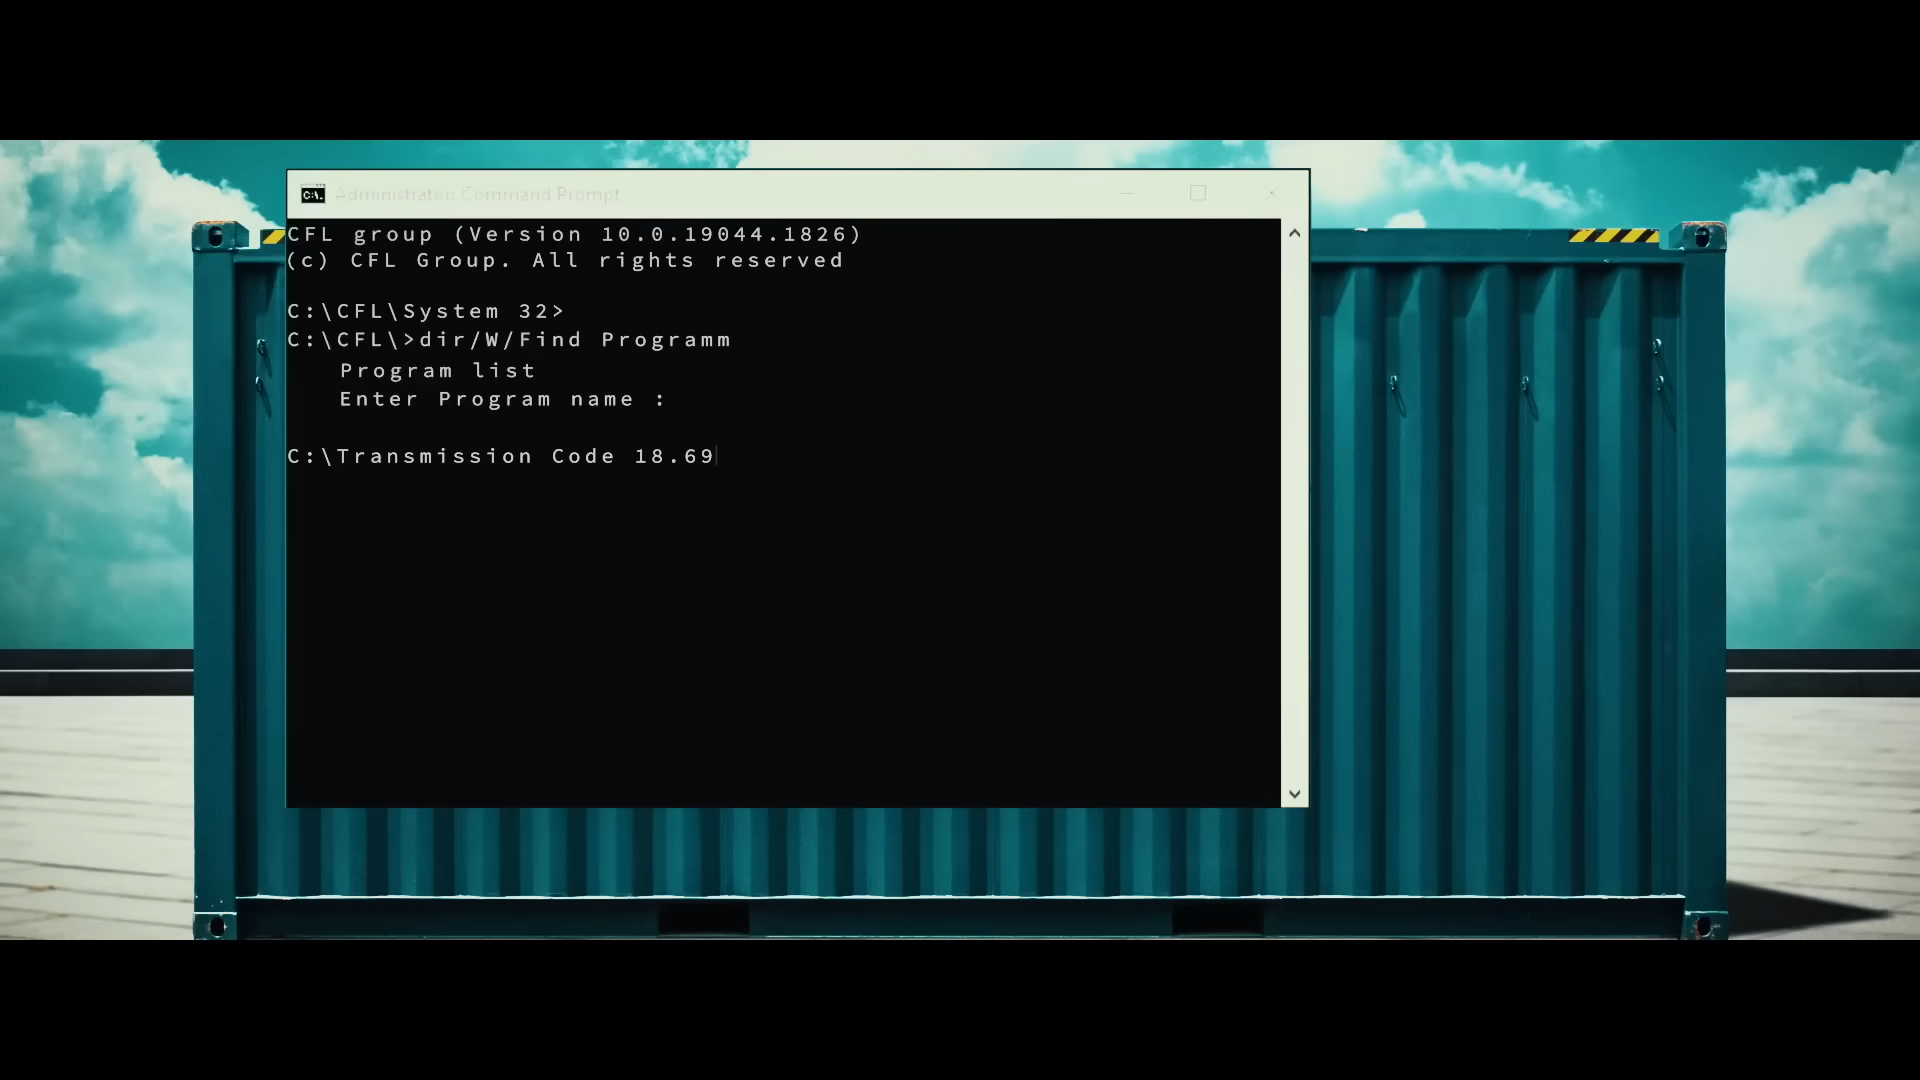 Administrator: Command Prompt
CFL group (Version 10.0.19044.1826)
(c) CFL Group. All rights reserved
C:\CFL\System 32>
C:\CFL\>dir/W/Find Programm
Program list
Enter Program name :
C:\Transmission Code 18.69